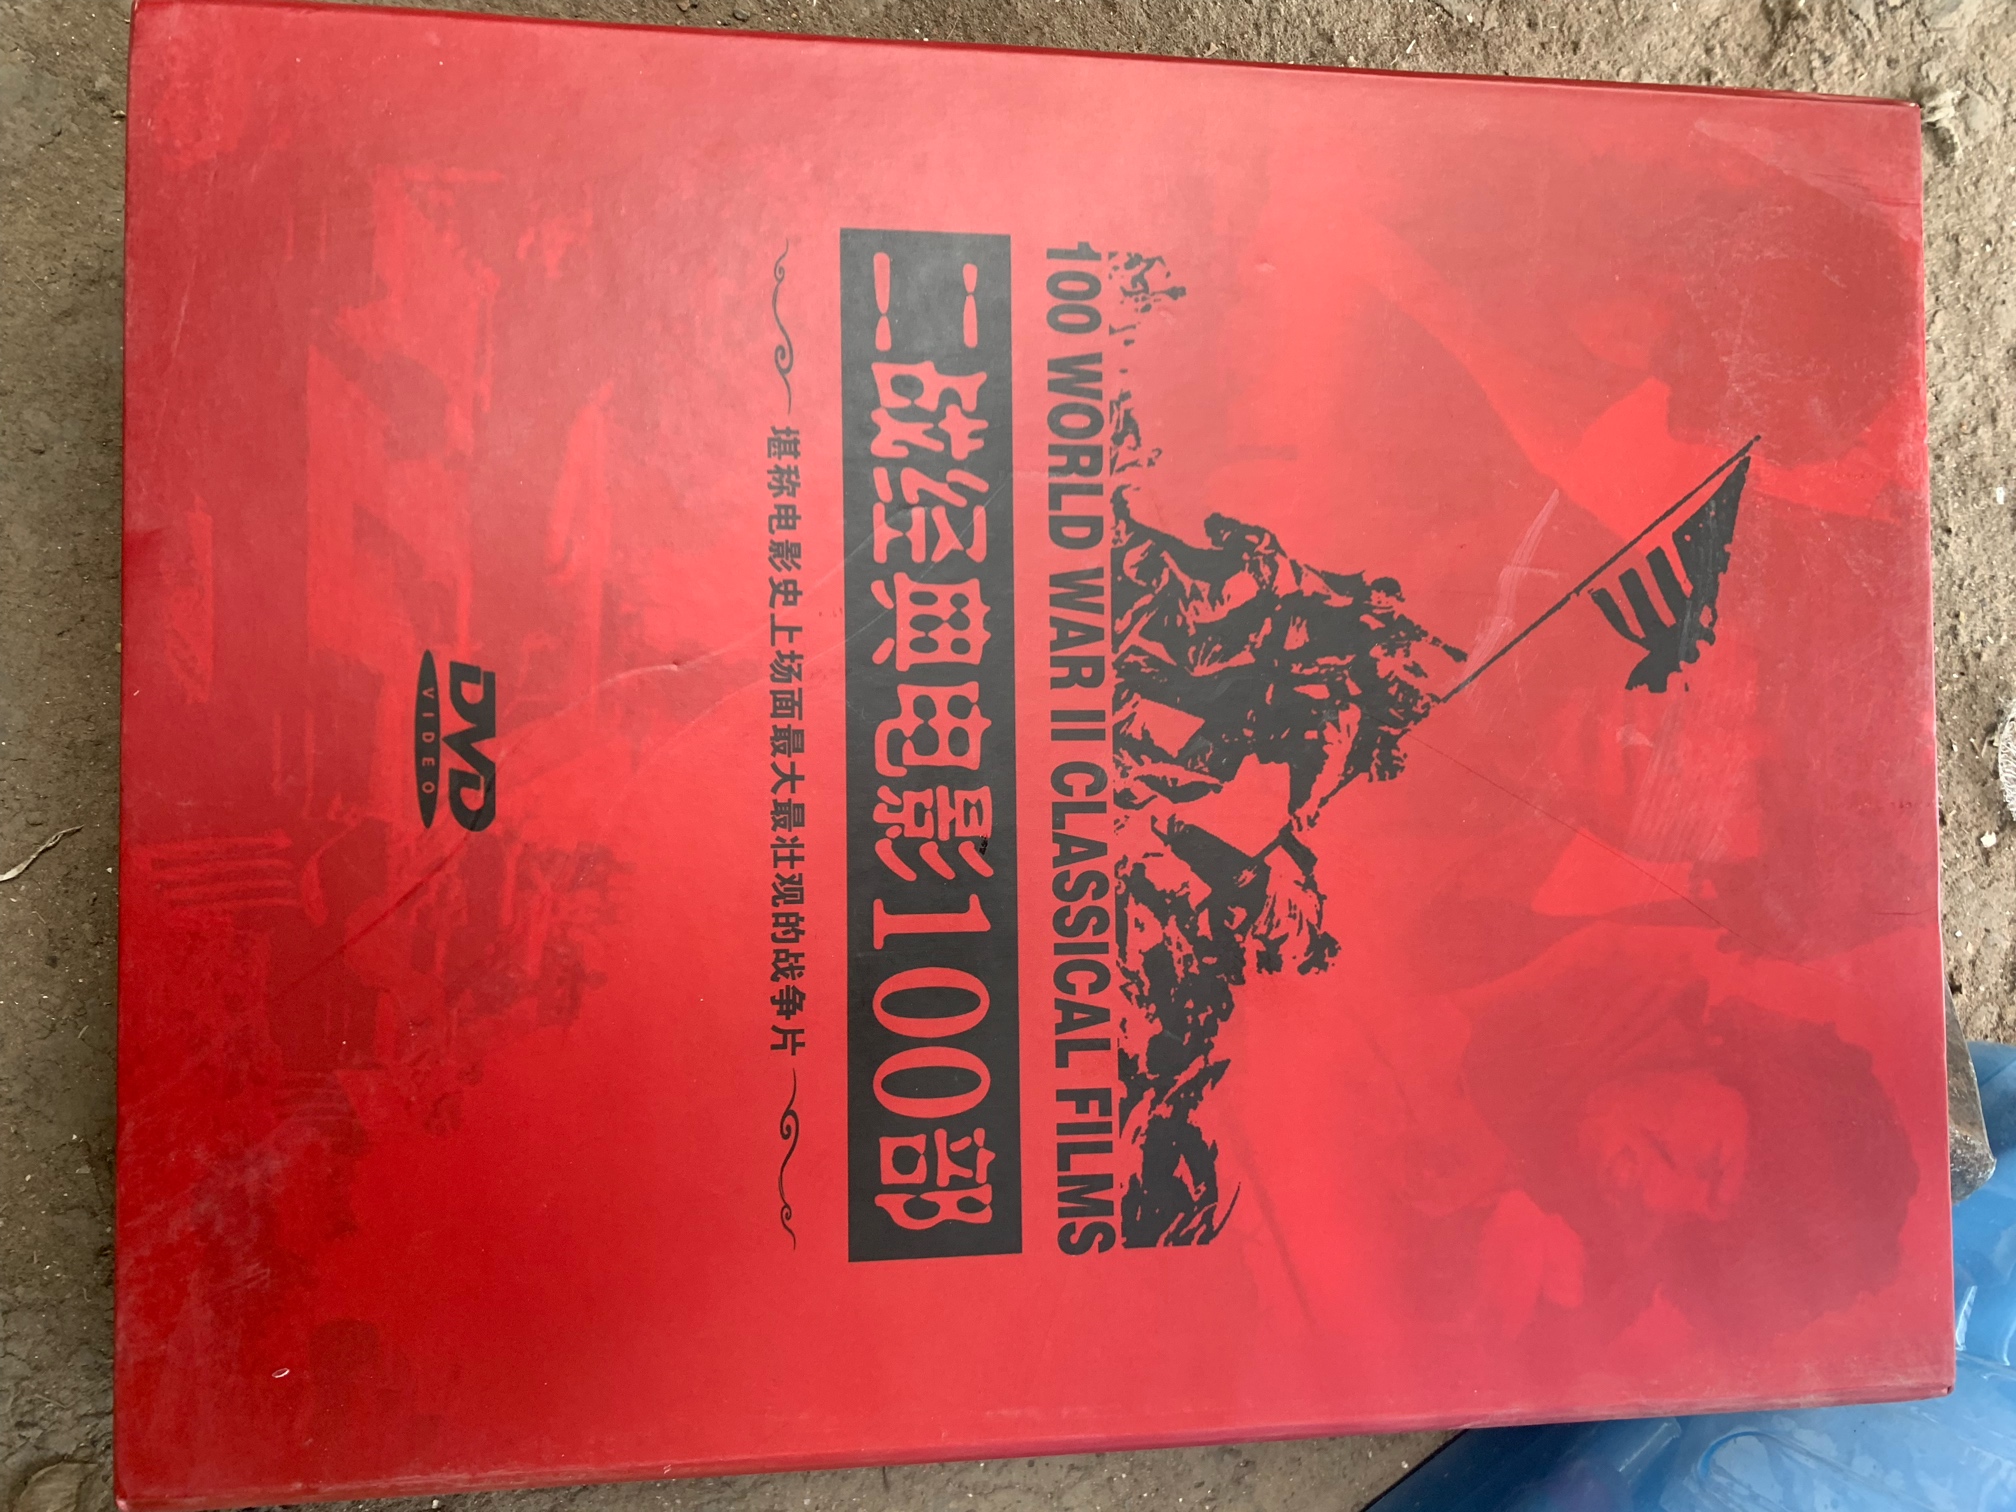 100 WORLD WAR II CLASSICAL FILMS
二战经典电影100部
堪称电影史上场面最大最壮观的战争片
DVD
VIDEO